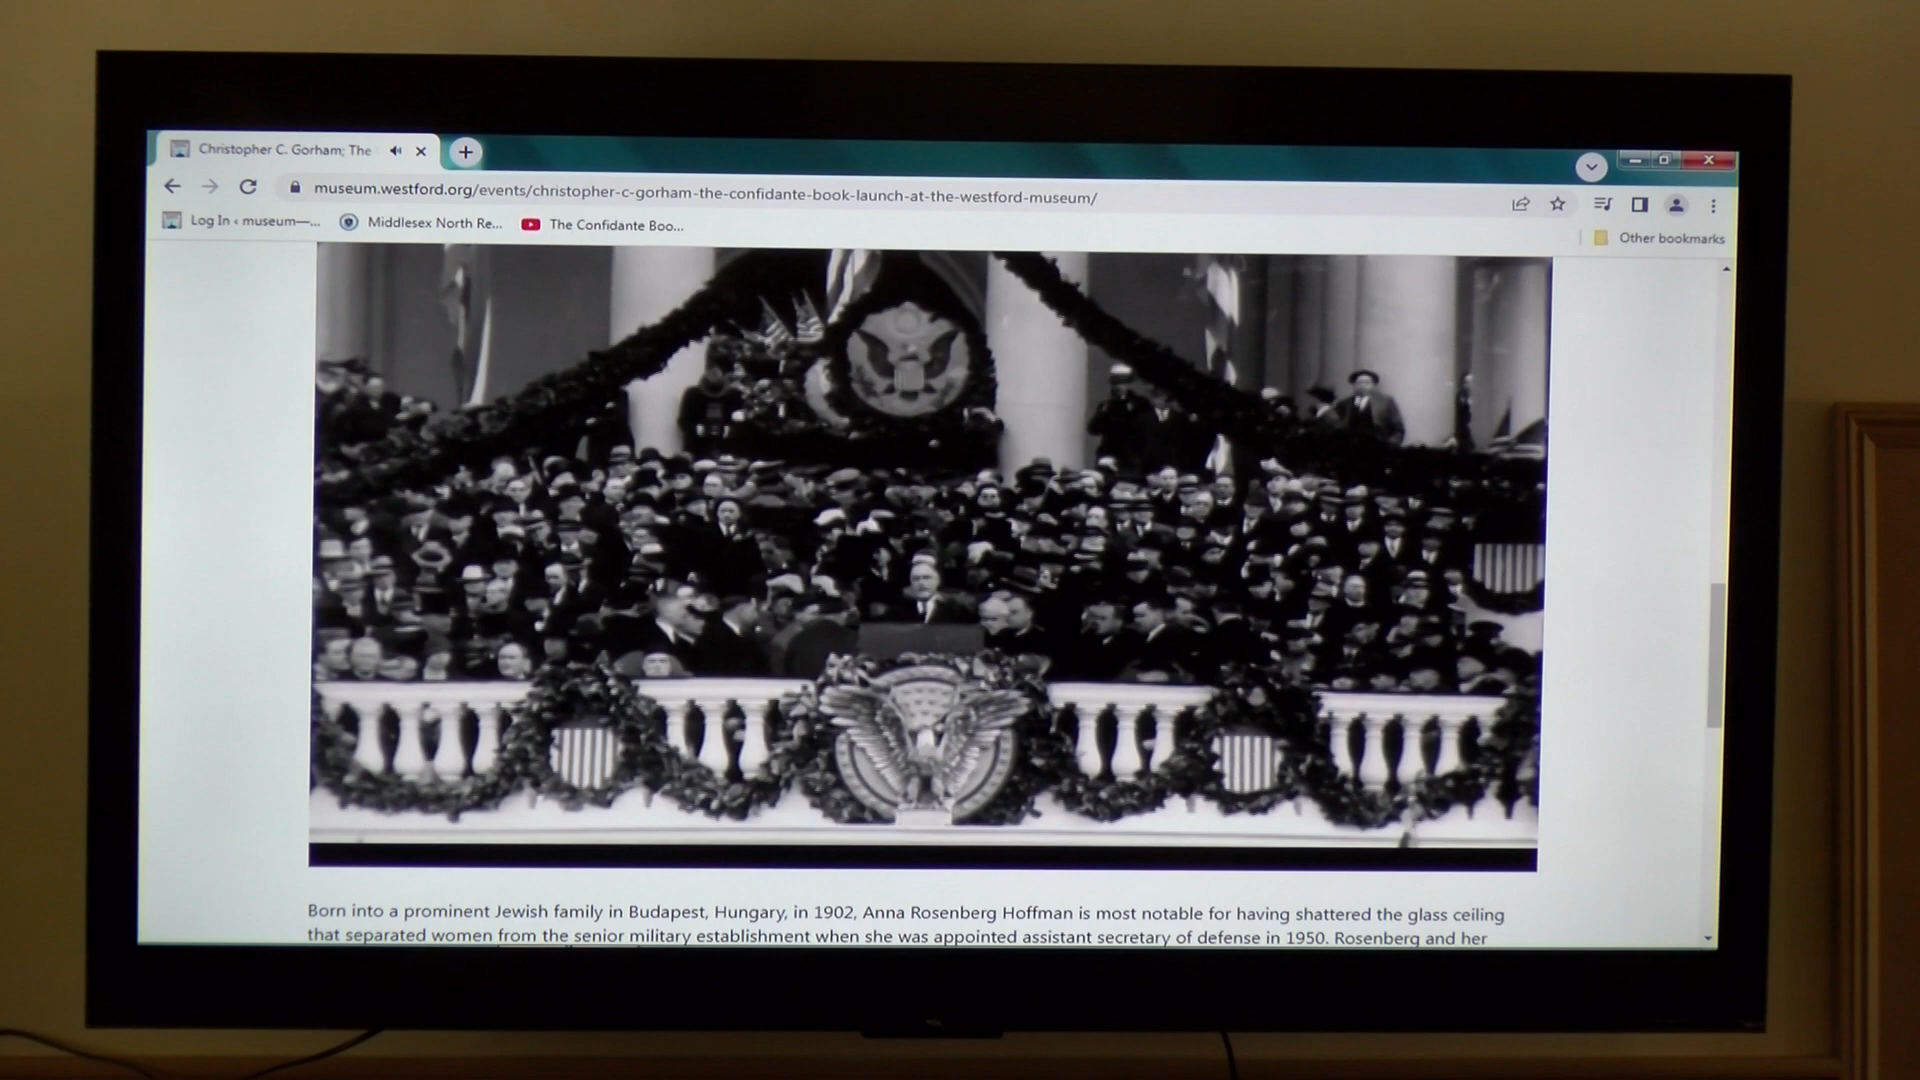 Christopher C. Gorham; The
museum.westford.org/events/christopher-c-gorham-the-confidante-book-launch-at-the-westford-museum/
Log In ‹ museum—... Middlesex North Re... The Confidante Boo...
Other bookmarks
Born into a prominent Jewish family in Budapest, Hungary, in 1902, Anna Rosenberg Hoffman is most notable for having shattered the glass ceiling
that separated women from the senior military establishment when she was appointed assistant secretary of defense in 1950. Rosenberg and her